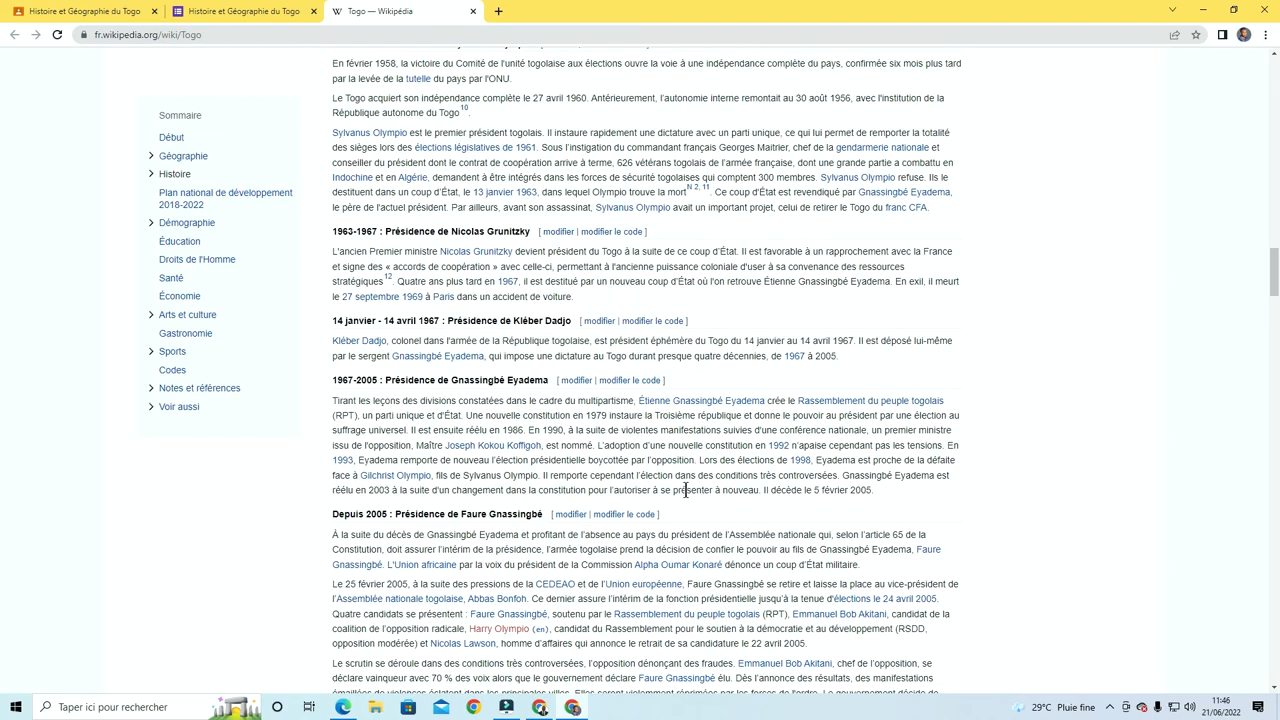 Histoire et Géographie du Togo
Histoire et Géographie du Togo
Togo — Wikipédia
fr.wikipedia.org/wiki/Togo
En février 1958, la victoire du Comité de l'unité togolaise aux élections ouvre la voie à une indépendance complète du pays, confirmée six mois plus tard
par la levée de la tutelle du pays par l'ONU.
Le Togo acquiert son indépendance complète le 27 avril 1960. Antérieurement, l'autonomie interne remontait au 30 août 1956, avec l'institution de la
République autonome du Togo10.
Sylvanus Olympio est le premier président togolais. Il instaure rapidement une dictature avec un parti unique, ce qui lui permet de remporter la totalité
des sièges lors des élections législatives de 1961. Sous l'instigation du commandant français Georges Maitrier, chef de la gendarmerie nationale et
conseiller du président dont le contrat de coopération arrive à terme, 626 vétérans togolais de l'armée française, dont une grande partie a combattu en
Indochine et en Algérie, demandent à être intégrés dans les forces de sécurité togolaises qui comptent 300 membres. Sylvanus Olympio refuse. Ils le
destituent dans un coup d'État, le 13 janvier 1963, dans lequel Olympio trouve la mortN 2, 11. Ce coup d'État est revendiqué par Gnassingbé Eyadema,
le père de l'actuel président. Par ailleurs, avant son assassinat, Sylvanus Olympio avait un important projet, celui de retirer le Togo du franc CFA.
1963-1967 : Présidence de Nicolas Grunitzky [ modifier | modifier le code ]
L'ancien Premier ministre Nicolas Grunitzky devient président du Togo à la suite de ce coup d'État. Il est favorable à un rapprochement avec la France
et signe des « accords de coopération » avec celle-ci, permettant à l'ancienne puissance coloniale d'user à sa convenance des ressources
stratégiques12. Quatre ans plus tard en 1967, il est destitué par un nouveau coup d'État où l'on retrouve Étienne Gnassingbé Eyadema. En exil, il meurt
le 27 septembre 1969 à Paris dans un accident de voiture.
14 janvier - 14 avril 1967 : Présidence de Kléber Dadjo [ modifier | modifier le code ]
Kléber Dadjo, colonel dans l'armée de la République togolaise, est président éphémère du Togo du 14 janvier au 14 avril 1967. Il est déposé lui-même
par le sergent Gnassingbé Eyadema, qui impose une dictature au Togo durant presque quatre décennies, de 1967 à 2005.
1967-2005 : Présidence de Gnassingbé Eyadema [ modifier | modifier le code ]
Tirant les leçons des divisions constatées dans le cadre du multipartisme, Étienne Gnassingbé Eyadema crée le Rassemblement du peuple togolais
(RPT), un parti unique et d'État. Une nouvelle constitution en 1979 instaure la Troisième république et donne le pouvoir au président par une élection au
suffrage universel. Il est ensuite réélu en 1986. En 1990, à la suite de violentes manifestations suivies d'une conférence nationale, un premier ministre
issu de l'opposition, Maître Joseph Kokou Koffigoh, est nommé. L'adoption d'une nouvelle constitution en 1992 n'apaise cependant pas les tensions. En
1993, Eyadema remporte de nouveau l'élection présidentielle boycottée par l'opposition. Lors des élections de 1998, Eyadema est proche de la défaite
face à Gilchrist Olympio, fils de Sylvanus Olympio. Il remporte cependant l'élection dans des conditions très controversées. Gnassingbé Eyadema est
réélu en 2003 à la suite d'un changement dans la constitution pour l'autoriser à se présenter à nouveau. Il décède le 5 février 2005.
Depuis 2005 : Présidence de Faure Gnassingbé [ modifier | modifier le code ]
À la suite du décès de Gnassingbé Eyadema et profitant de l'absence au pays du président de l'Assemblée nationale qui, selon l'article 65 de la
Constitution, doit assurer l'intérim de la présidence, l'armée togolaise prend la décision de confier le pouvoir au fils de Gnassingbé Eyadema, Faure
Gnassingbé. L'Union africaine par la voix du président de la Commission Alpha Oumar Konaré dénonce un coup d'État militaire.
Le 25 février 2005, à la suite des pressions de la CEDEAO et de l'Union européenne, Faure Gnassingbé se retire et laisse la place au vice-président de
l'Assemblée nationale togolaise, Abbas Bonfoh. Ce dernier assure l'intérim de la fonction présidentielle jusqu'à la tenue d'élections le 24 avril 2005.
Quatre candidats se présentent : Faure Gnassingbé, soutenu par le Rassemblement du peuple togolais (RPT), Emmanuel Bob Akitani, candidat de la
coalition de l'opposition radicale, Harry Olympio (en), candidat du Rassemblement pour le soutien à la démocratie et au développement (RSDD,
opposition modérée) et Nicolas Lawson, homme d'affaires qui annonce le retrait de sa candidature le 22 avril 2005.
Le scrutin se déroule dans des conditions très controversées, l'opposition dénonçant des fraudes. Emmanuel Bob Akitani, chef de l'opposition, se
déclare vainqueur avec 70 % des voix alors que le gouvernement déclare Faure Gnassingbé élu. Dès l'annonce des résultats, des manifestations
Sommaire
Début
Géographie
Histoire
Plan national de développement
2018-2022
Démographie
Éducation
Droits de l'Homme
Santé
Économie
Arts et culture
Gastronomie
Sports
Codes
Notes et références
Voir aussi
Taper ici pour rechercher
29°C Pluie fine
11:46
21/06/2022